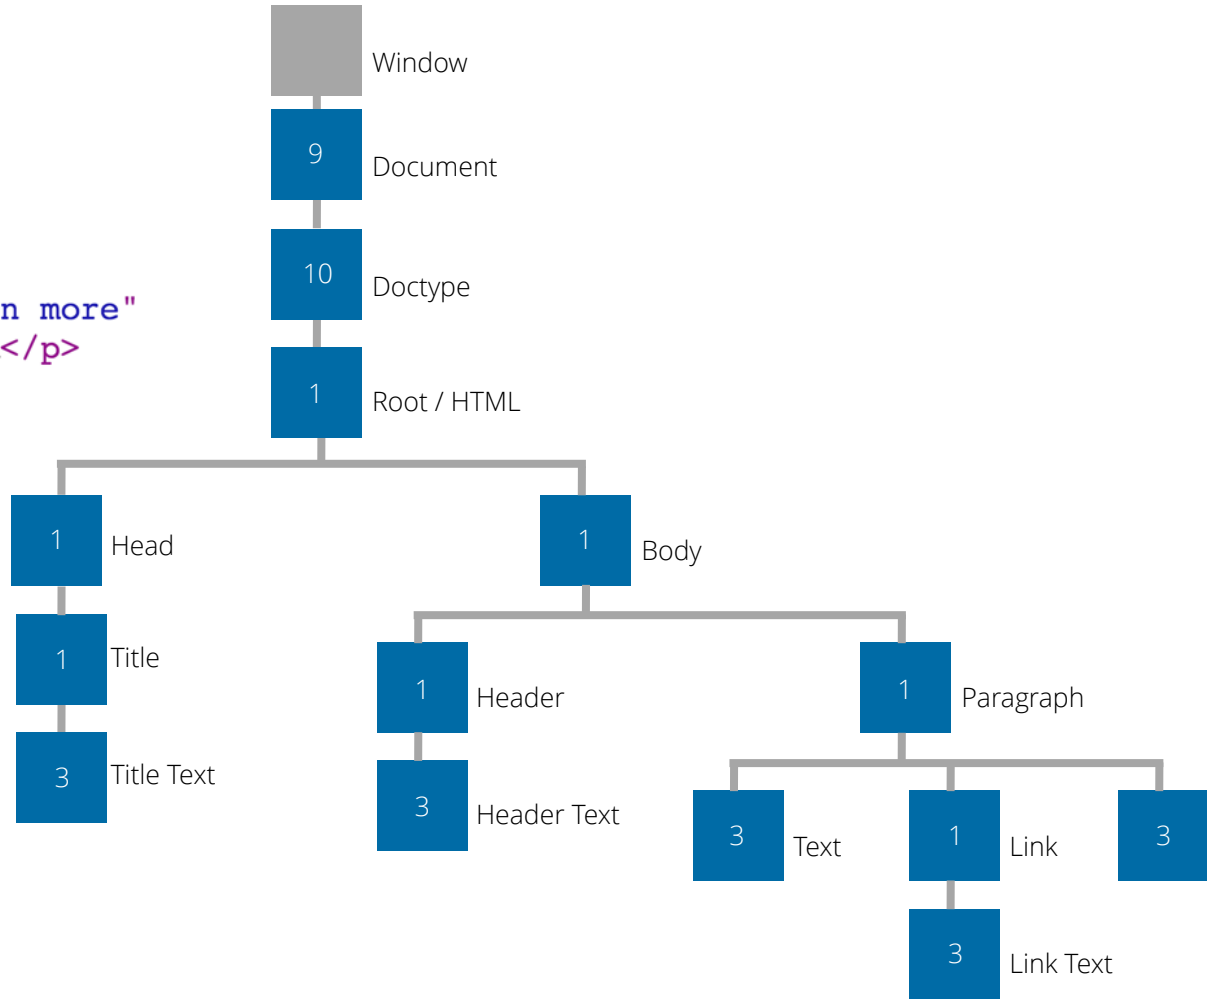 Window
9
Document
10
Doctype
n more"
</p>
1
Root / HTML
1
Head
1
Body
1
Title
1
Header
1
Paragraph
3
Title Text
3
Header Text
3
Text
1
Link
3
3
Link Text